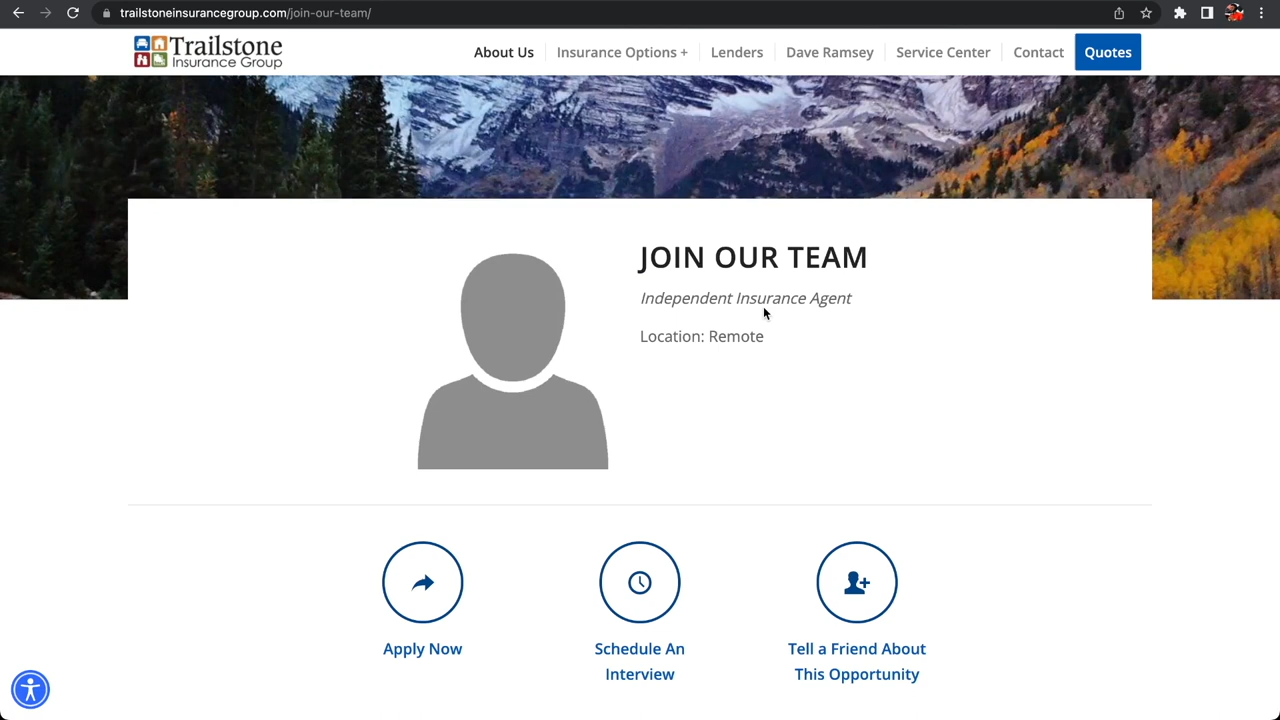 trailstoneinsurancegroup.com/join-our-team/
Trailstone
Insurance Group
About Us
Insurance Options +
Lenders
Dave Ramsey
Service Center
Contact
Quotes
JOIN OUR TEAM
Independent Insurance Agent
Location: Remote
Apply Now
Schedule An
Interview
Tell a Friend About
This Opportunity